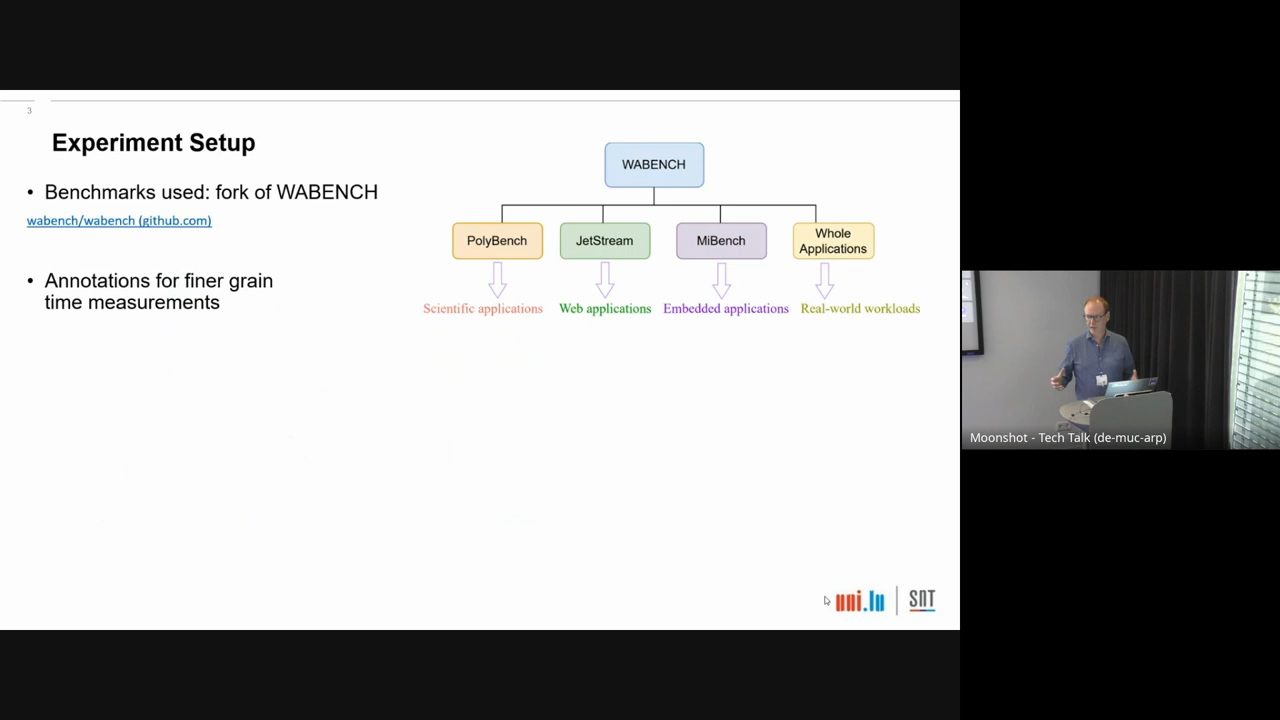 3
Experiment Setup
• Benchmarks used: fork of WABENCH
wabench/wabench (github.com)
• Annotations for finer grain
time measurements
WABENCH
PolyBench
JetStream
MiBench
Whole
Applications
Scientific applications
Web applications
Embedded applications
Real-world workloads
uni.lu
SNT
Moonshot - Tech Talk (de-muc-arp)